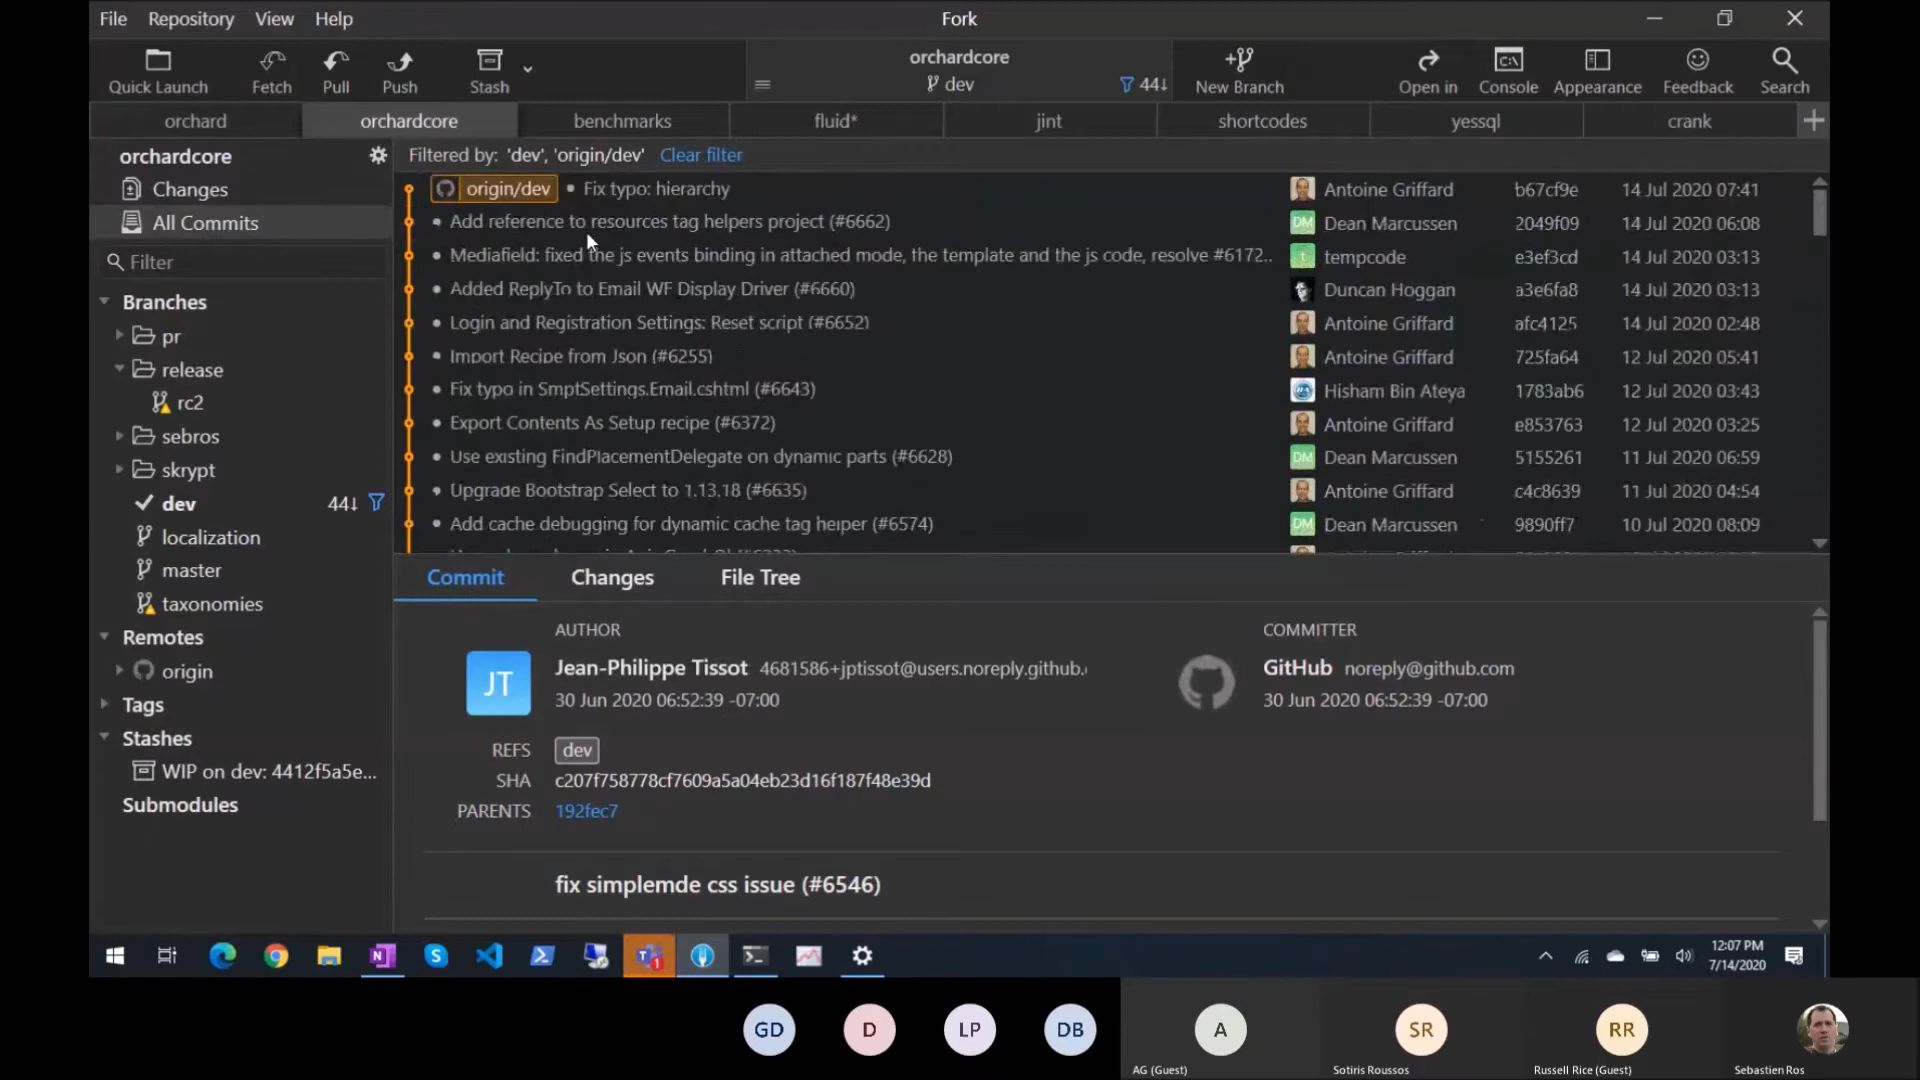 File Repository View Help
Fork
Quick Launch
Fetch
Pull
Push
Stash
orchardcore
dev
44↓
New Branch
Open in
Console
Appearance
Feedback
Search
orchard
orchardcore
benchmarks
fluid*
jint
shortcodes
yessql
crank
orchardcore
Changes
All Commits
Filter
Branches
pr
release
rc2
sebros
skrypt
dev 44↓
localization
master
taxonomies
Remotes
origin
Tags
Stashes
WIP on dev: 4412f5a5e...
Submodules
Filtered by: 'dev', 'origin/dev' Clear filter
origin/dev • Fix typo: hierarchy Antoine Griffard b67cf9e 14 Jul 2020 07:41
• Add reference to resources tag helpers project (#6662) DM Dean Marcussen 2049f09 14 Jul 2020 06:08
• Mediafield: fixed the js events binding in attached mode, the template and the js code, resolve #6172... t tempcode e3ef3cd 14 Jul 2020 03:13
• Added ReplyTo to Email WF Display Driver (#6660) Duncan Hoggan a3e6fa8 14 Jul 2020 03:13
• Login and Registration Settings: Reset script (#6652) Antoine Griffard afc4125 14 Jul 2020 02:48
• Import Recipe from Json (#6255) Antoine Griffard 725fa64 12 Jul 2020 05:41
• Fix typo in SmptSettings.Email.cshtml (#6643) Hisham Bin Ateya 1783ab6 12 Jul 2020 03:43
• Export Contents As Setup recipe (#6372) Antoine Griffard e853763 12 Jul 2020 03:25
• Use existing FindPlacementDelegate on dynamic parts (#6628) DM Dean Marcussen 5155261 11 Jul 2020 06:59
• Upgrade Bootstrap Select to 1.13.18 (#6635) Antoine Griffard c4c8639 11 Jul 2020 04:54
• Add cache debugging for dynamic cache tag helper (#6574) DM Dean Marcussen 9890ff7 10 Jul 2020 08:09
Commit Changes File Tree
AUTHOR
JT
Jean-Philippe Tissot 4681586+jptissot@users.noreply.github.
30 Jun 2020 06:52:39 -07:00
COMMITTER
GitHub noreply@github.com
30 Jun 2020 06:52:39 -07:00
REFS dev
SHA c207f758778cf7609a5a04eb23d16f187f48e39d
PARENTS 192fec7
fix simplemde css issue (#6546)
12:07 PM
7/14/2020
GD
D
LP
DB
A
AG (Guest)
SR
Sotiris Roussos
RR
Russell Rice (Guest)
Sebastien Ros